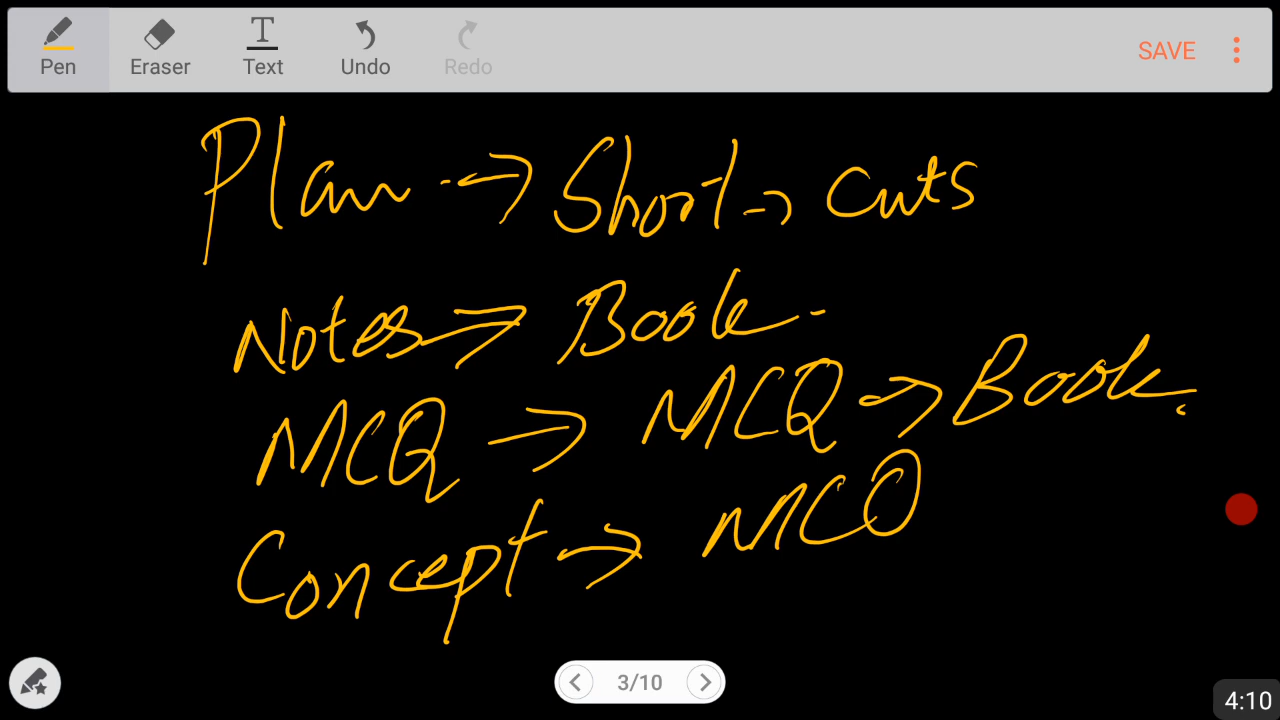 Pen Eraser Text Undo Redo SAVE
Plan → Short → cuts
Notes → Book.
MCQ → MCQ → Book.
Concept → MCQ
3/10
4:10